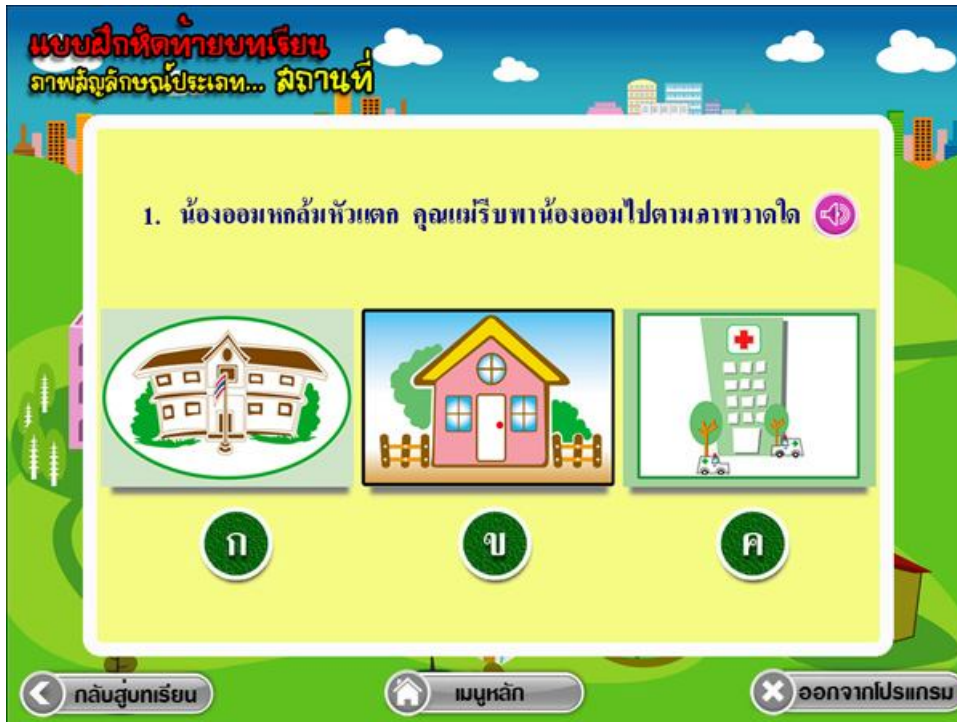 แบบฝึกหัดท้ายบทเรียน
ภาพสัญลักษณ์ประเภท... สถานที่
1. น้องออมหกล้มหัวแตก คุณแม่รีบพาน้องออมไปตามภาพวาดใด
ก
ข
ค
กลับสู่บทเรียน
เมนูหลัก
ออกจากโปรแกรม